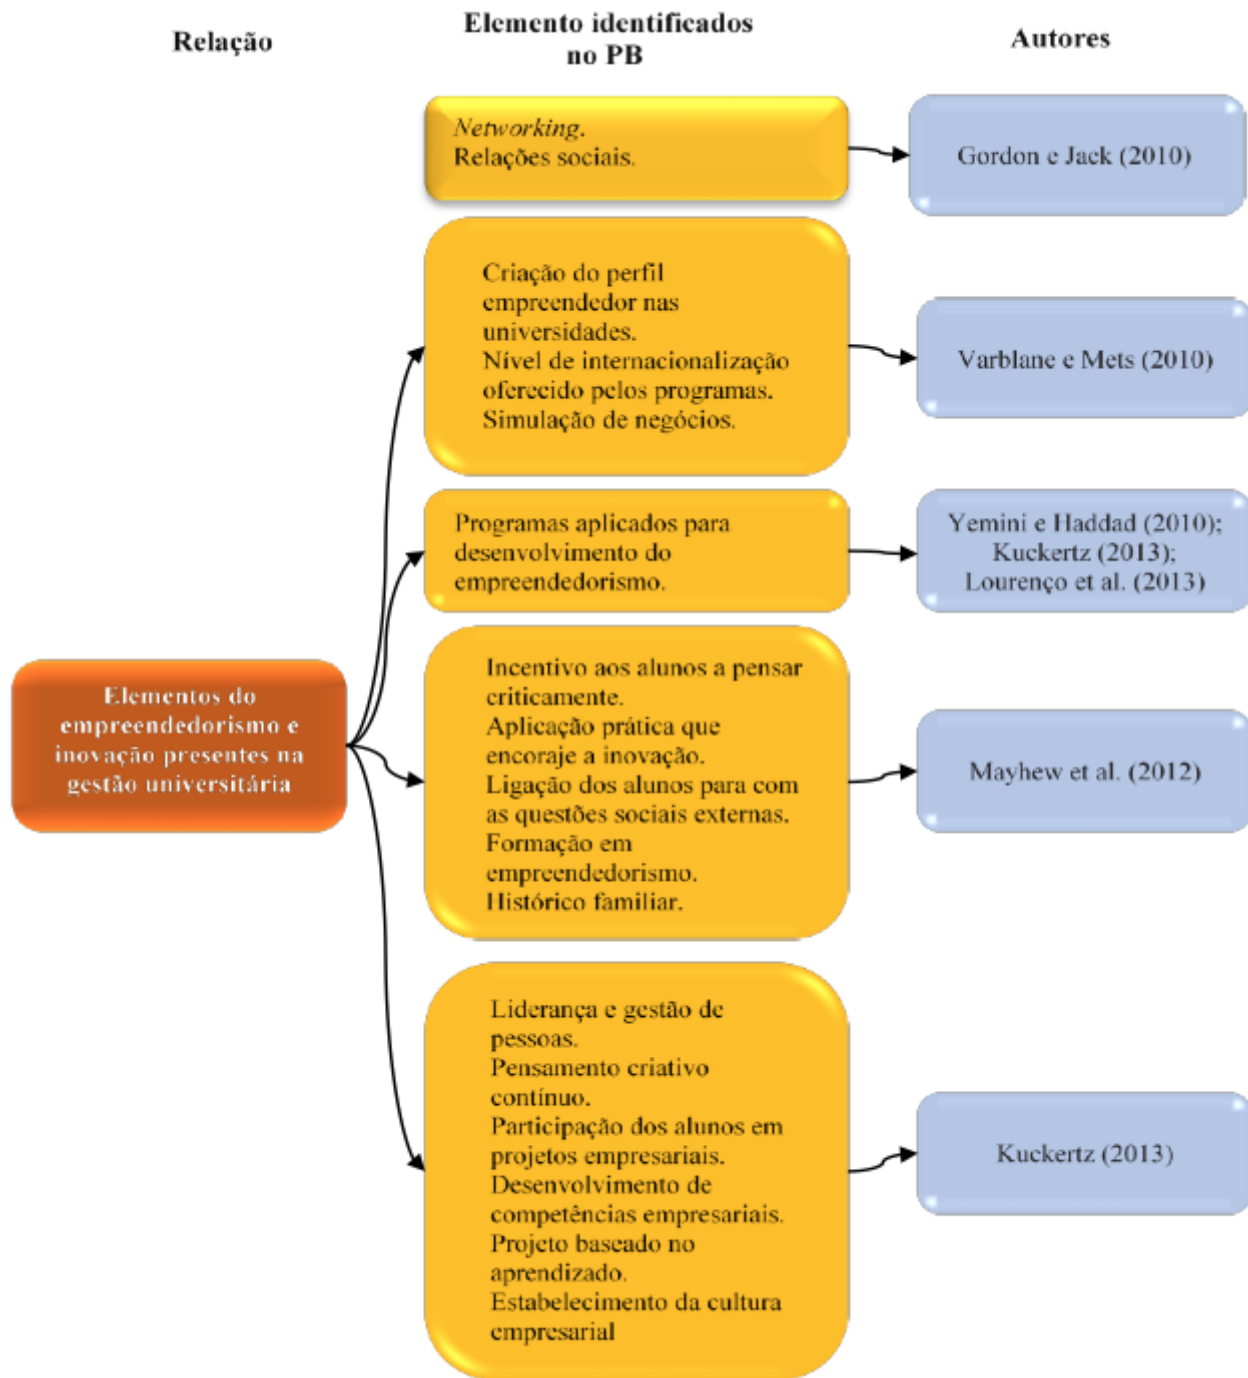 Relação
Elemento identificados
no PB
Autores
Networking.
Relações sociais.
Gordon e Jack (2010)
Criação do perfil
empreendedor nas
universidades.
Nível de internacionalização
oferecido pelos programas.
Simulação de negócios.
Varblane e Mets (2010)
Programas aplicados para
desenvolvimento do
empreendedorismo.
Yemini e Haddad (2010);
Kuckertz (2013);
Lourenço et al. (2013)
Elementos do
empreendedorismo e
inovação presentes na
gestão universitária
Incentivo aos alunos a pensar
criticamente.
Aplicação prática que
encoraje a inovação.
Ligação dos alunos para com
as questões sociais externas.
Formação em
empreendedorismo.
Histórico familiar.
Mayhew et al. (2012)
Liderança e gestão de
pessoas.
Pensamento criativo
contínuo.
Participação dos alunos em
projetos empresariais.
Desenvolvimento de
competências empresariais.
Projeto baseado no
aprendizado.
Estabelecimento da cultura
empresarial
Kuckertz (2013)